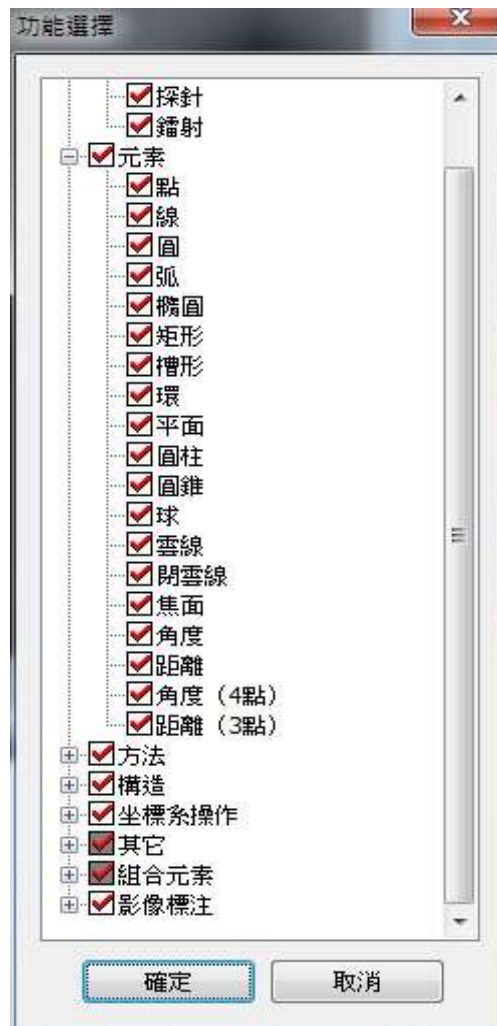 功能選擇
探針
鐳射
元素
點
線
圓
弧
橢圓
矩形
槽形
環
平面
圓柱
圓錐
球
雲線
閉雲線
焦面
角度
距離
角度（4點）
距離（3點）
方法
構造
坐標系操作
其它
組合元素
影像標注
確定
取消